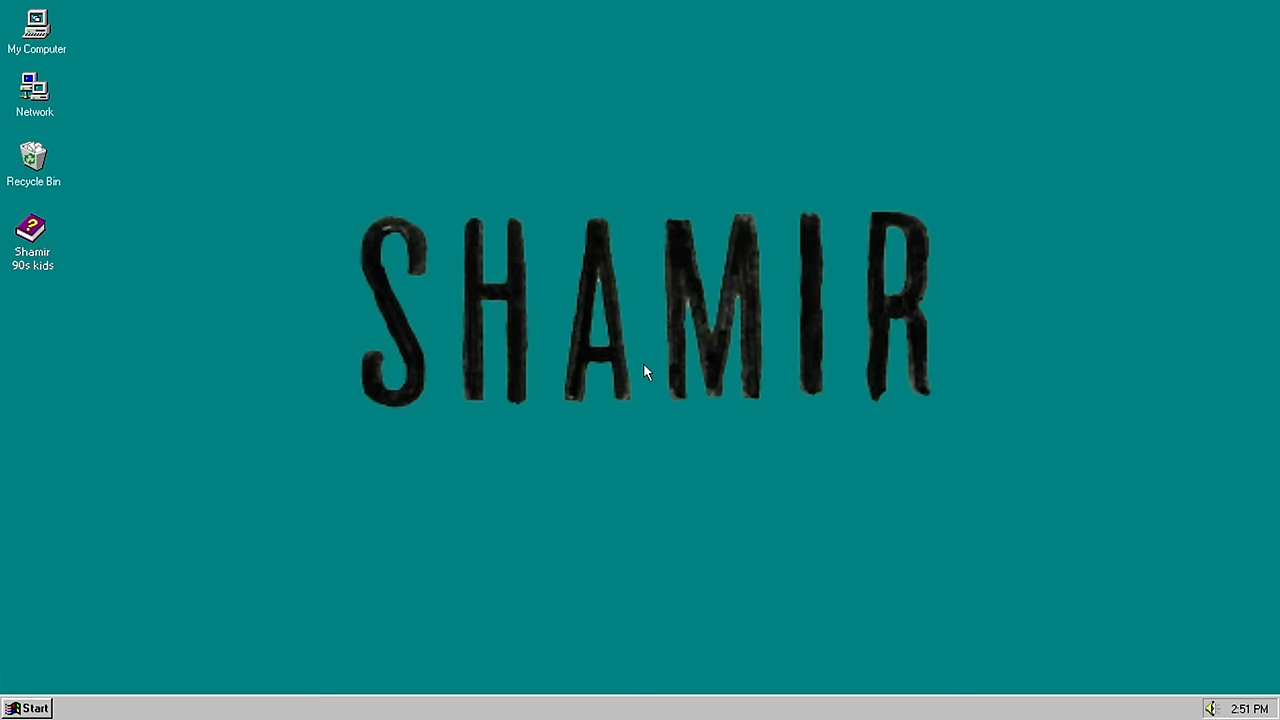 My Computer
Network
Recycle Bin
Shamir
90s kids
SHAMIR
Start
2:51 PM